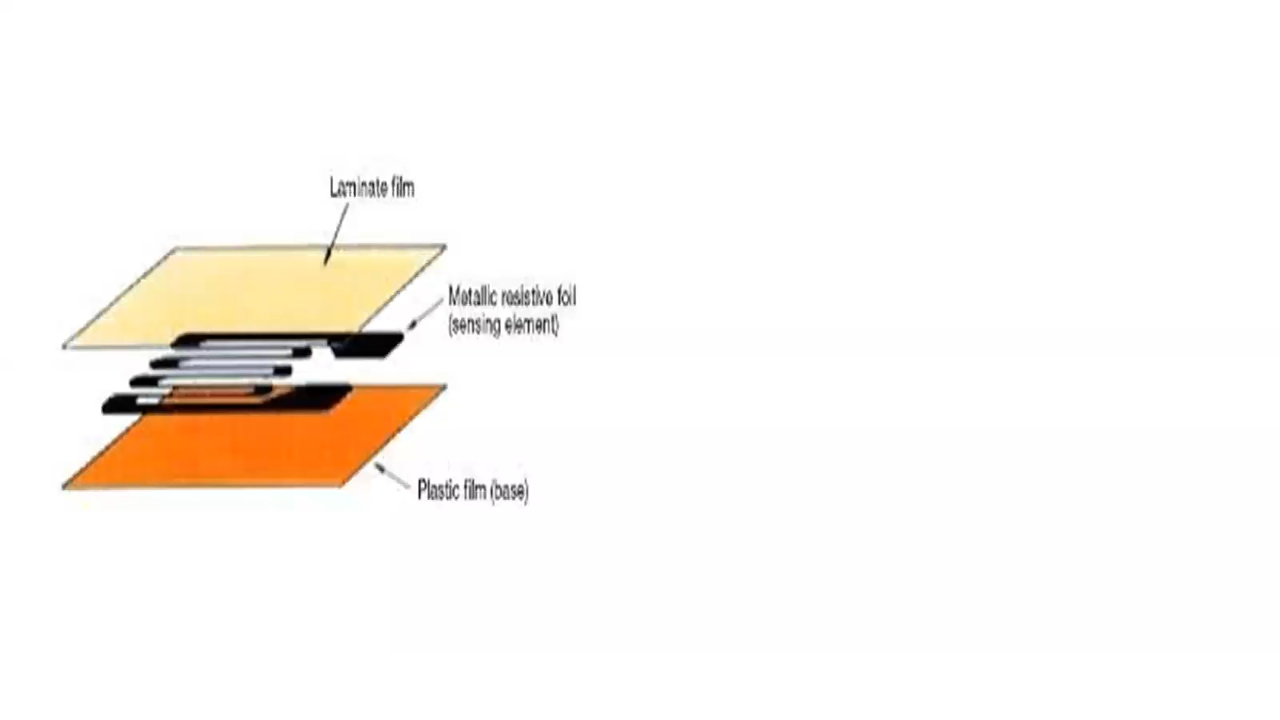 Laminate film
Metallic resistive foil
(sensing element)
Plastic film (base)